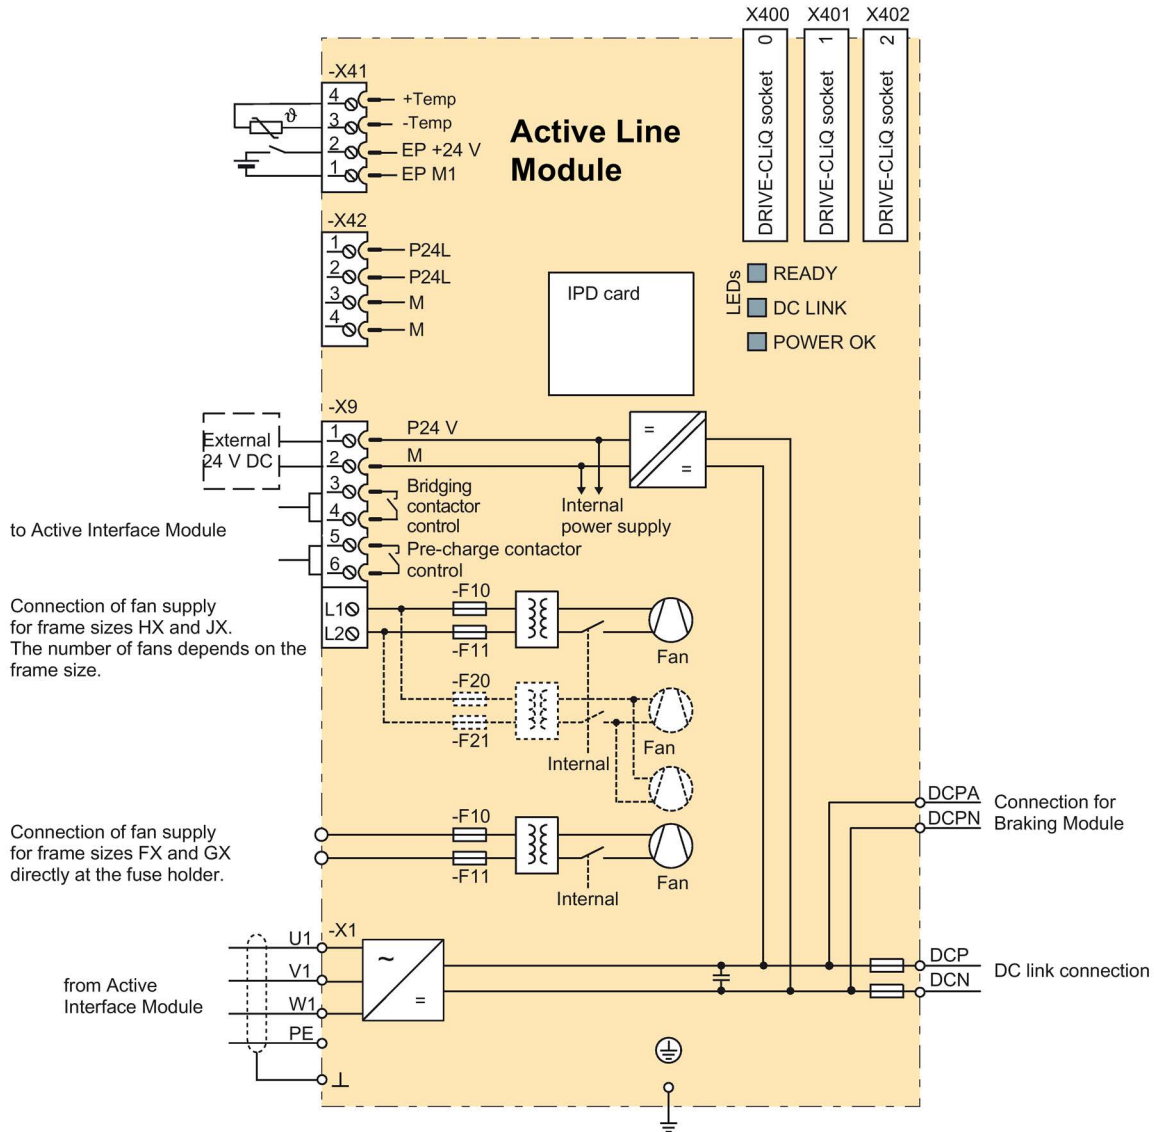 X400
X401
X402
0
1
2
DRIVE-CLiQ socket
DRIVE-CLiQ socket
DRIVE-CLiQ socket
-X41
4
+Temp
ϑ
3
-Temp
2
EP +24 V
1
EP M1
Active Line
Module
-X42
1
P24L
2
P24L
3
M
4
M
IPD card
LEDs
READY
DC LINK
POWER OK
-X9
External
24 V DC
1
P24 V
2
M
3
Bridging
contactor
control
4
5
Pre-charge contactor
control
6
=
=
Internal
power supply
to Active Interface Module
Connection of fan supply
for frame sizes HX and JX.
The number of fans depends on the
frame size.
L1
L2
-F10
-F11
Fan
-F20
-F21
Fan
Internal
Connection of fan supply
for frame sizes FX and GX
directly at the fuse holder.
-F10
-F11
Fan
Internal
DCPA
DCPN
Connection for
Braking Module
-X1
U1
V1
W1
PE
~
=
from Active
Interface Module
DCP
DCN
DC link connection